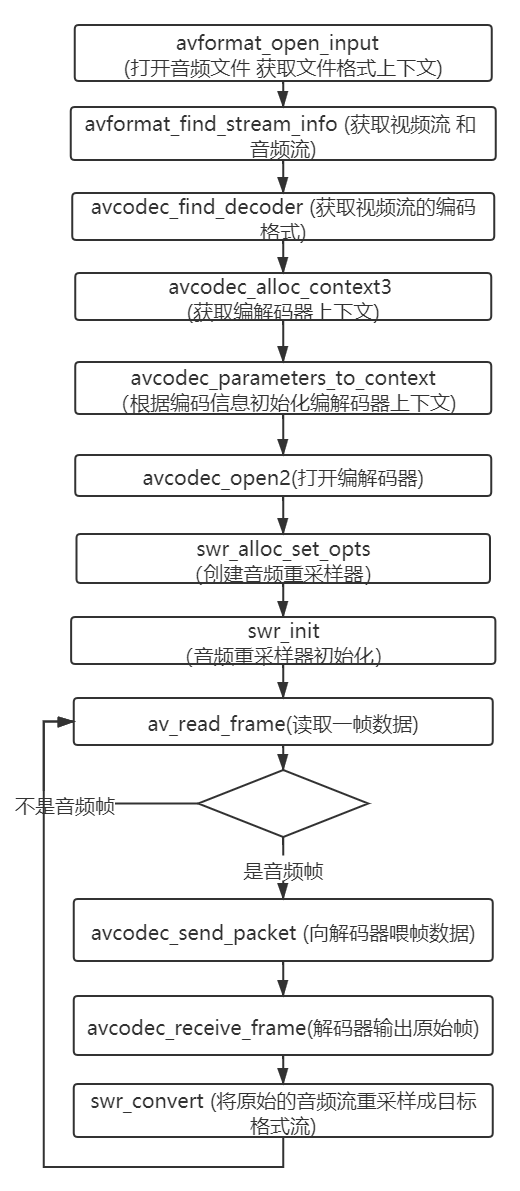 avformat_open_input
(打开音频文件 获取文件格式上下文)
avformat_find_stream_info (获取视频流 和
音频流)
avcodec_find_decoder (获取视频流的编码
格式)
avcodec_alloc_context3
(获取编解码器上下文)
avcodec_parameters_to_context
(根据编码信息初始化编解码器上下文)
avcodec_open2(打开编解码器)
swr_alloc_set_opts
(创建音频重采样器)
swr_init
(音频重采样器初始化)
av_read_frame(读取一帧数据)
不是音频帧
是音频帧
avcodec_send_packet (向解码器喂帧数据)
avcodec_receive_frame(解码器输出原始帧)
swr_convert (将原始的音频流重采样成目标
格式流)